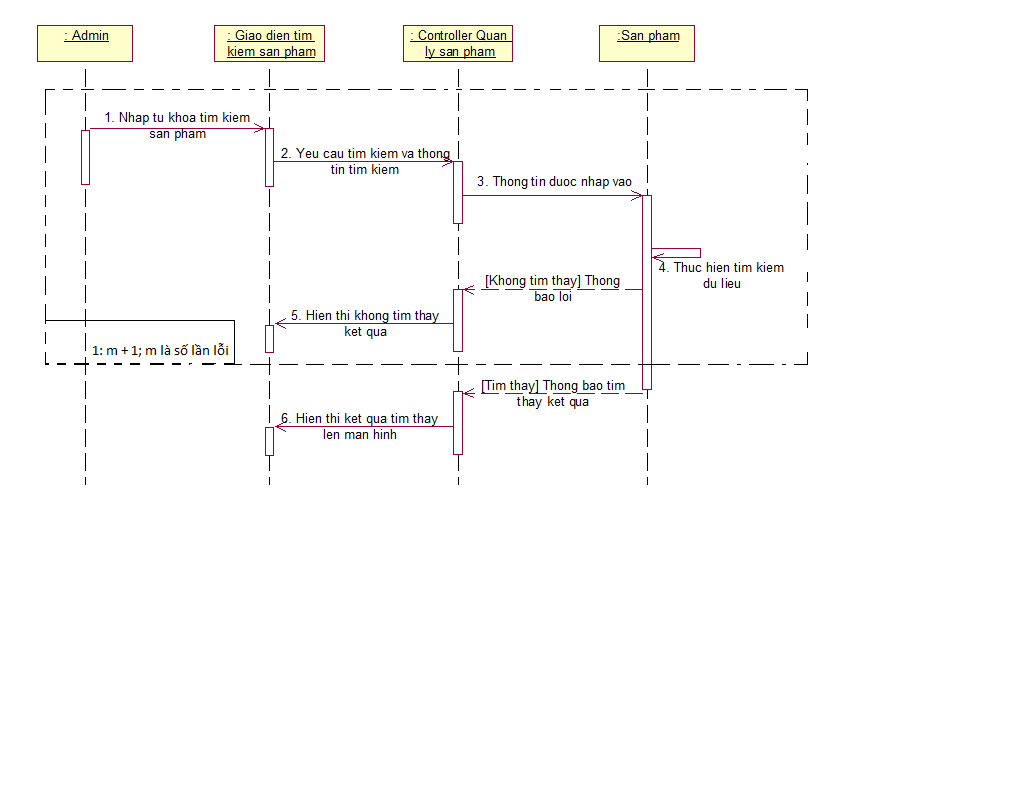 : Admin
: Giao dien tim
kiem san pham
: Controller Quan
ly san pham
:San pham
1. Nhap tu khoa tim kiem
san pham
2. Yeu cau tim kiem va thong
tin tim kiem
3. Thong tin duoc nhap vao
4. Thuc hien tim kiem
du lieu
[Khong tim thay] Thong
bao loi
5. Hien thi khong tim thay
ket qua
1: m + 1; m là số lần lỗi
[Tim thay] Thong bao tim
thay ket qua
6. Hien thi ket qua tim thay
len man hinh